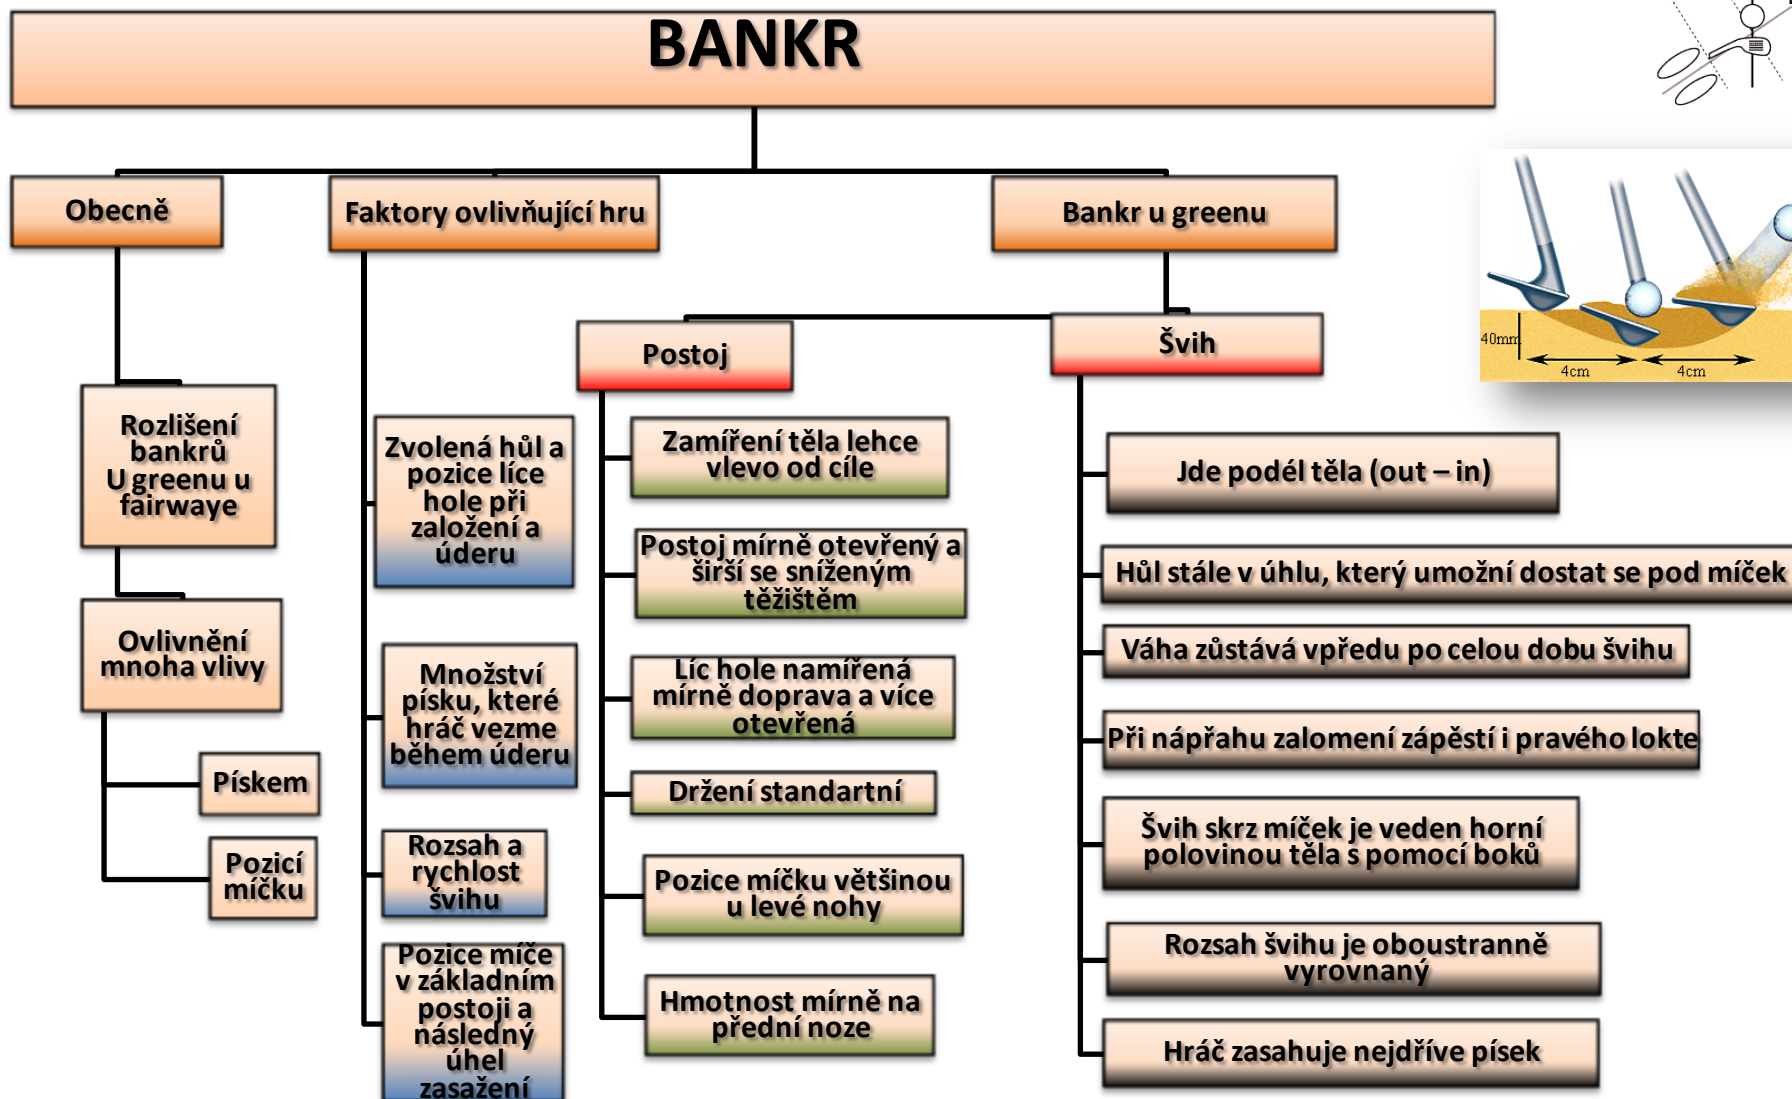 BANKR
Obecně
Faktory ovlivňující hru
Bankr u greenu
Rozlišení
bankrů
U greenu u
fairwaye
Ovlivnění
mnoha vlivy
Pískem
Pozicí
míčku
Zvolená hůl a
pozice líce
hole při
založení a
úderu
Množství
písku, které
hráč vezme
během úderu
Rozsah a
rychlost
švihu
Pozice míče
v základním
postoji a
následný
úhel
zasažení
Postoj
Zamíření těla lehce
vlevo od cíle
Postoj mírně otevřený a
širší se sníženým
těžištěm
Líc hole namířená
mírně doprava a více
otevřená
Držení standartní
Pozice míčku většinou
u levé nohy
Hmotnost mírně na
přední noze
Švih
Jde podél těla (out – in)
Hůl stále v úhlu, který umožní dostat se pod míček
Váha zůstává vpředu po celou dobu švihu
Při nápřahu zalomení zápěstí i pravého lokte
Švih skrz míček je veden horní
polovinou těla s pomocí boků
Rozsah švihu je oboustranně
vyrovnaný
Hráč zasahuje nejdříve písek
40mm
4cm
4cm